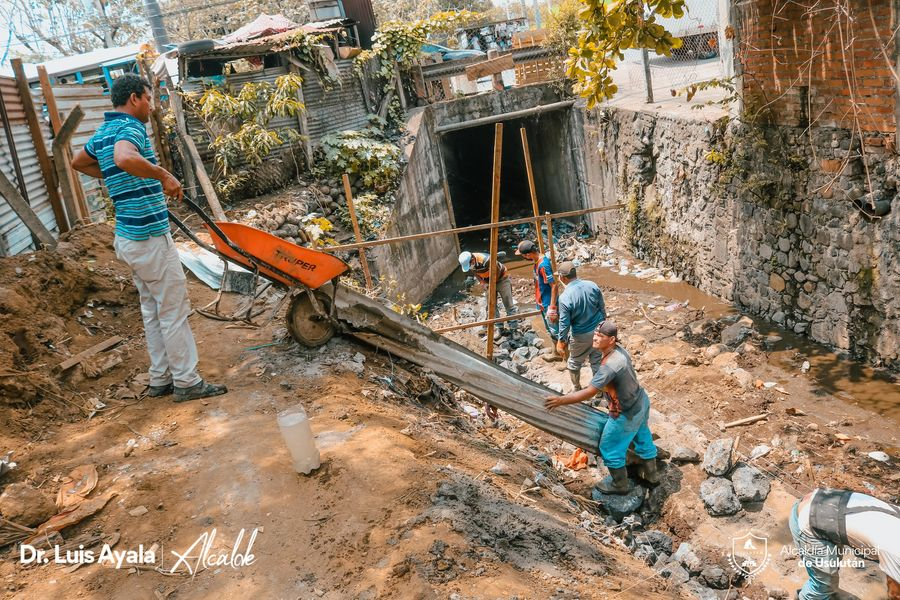 TRUPER
Dr. Luis Ayala | Alcalde
Alcaldía Municipal
de Usulután